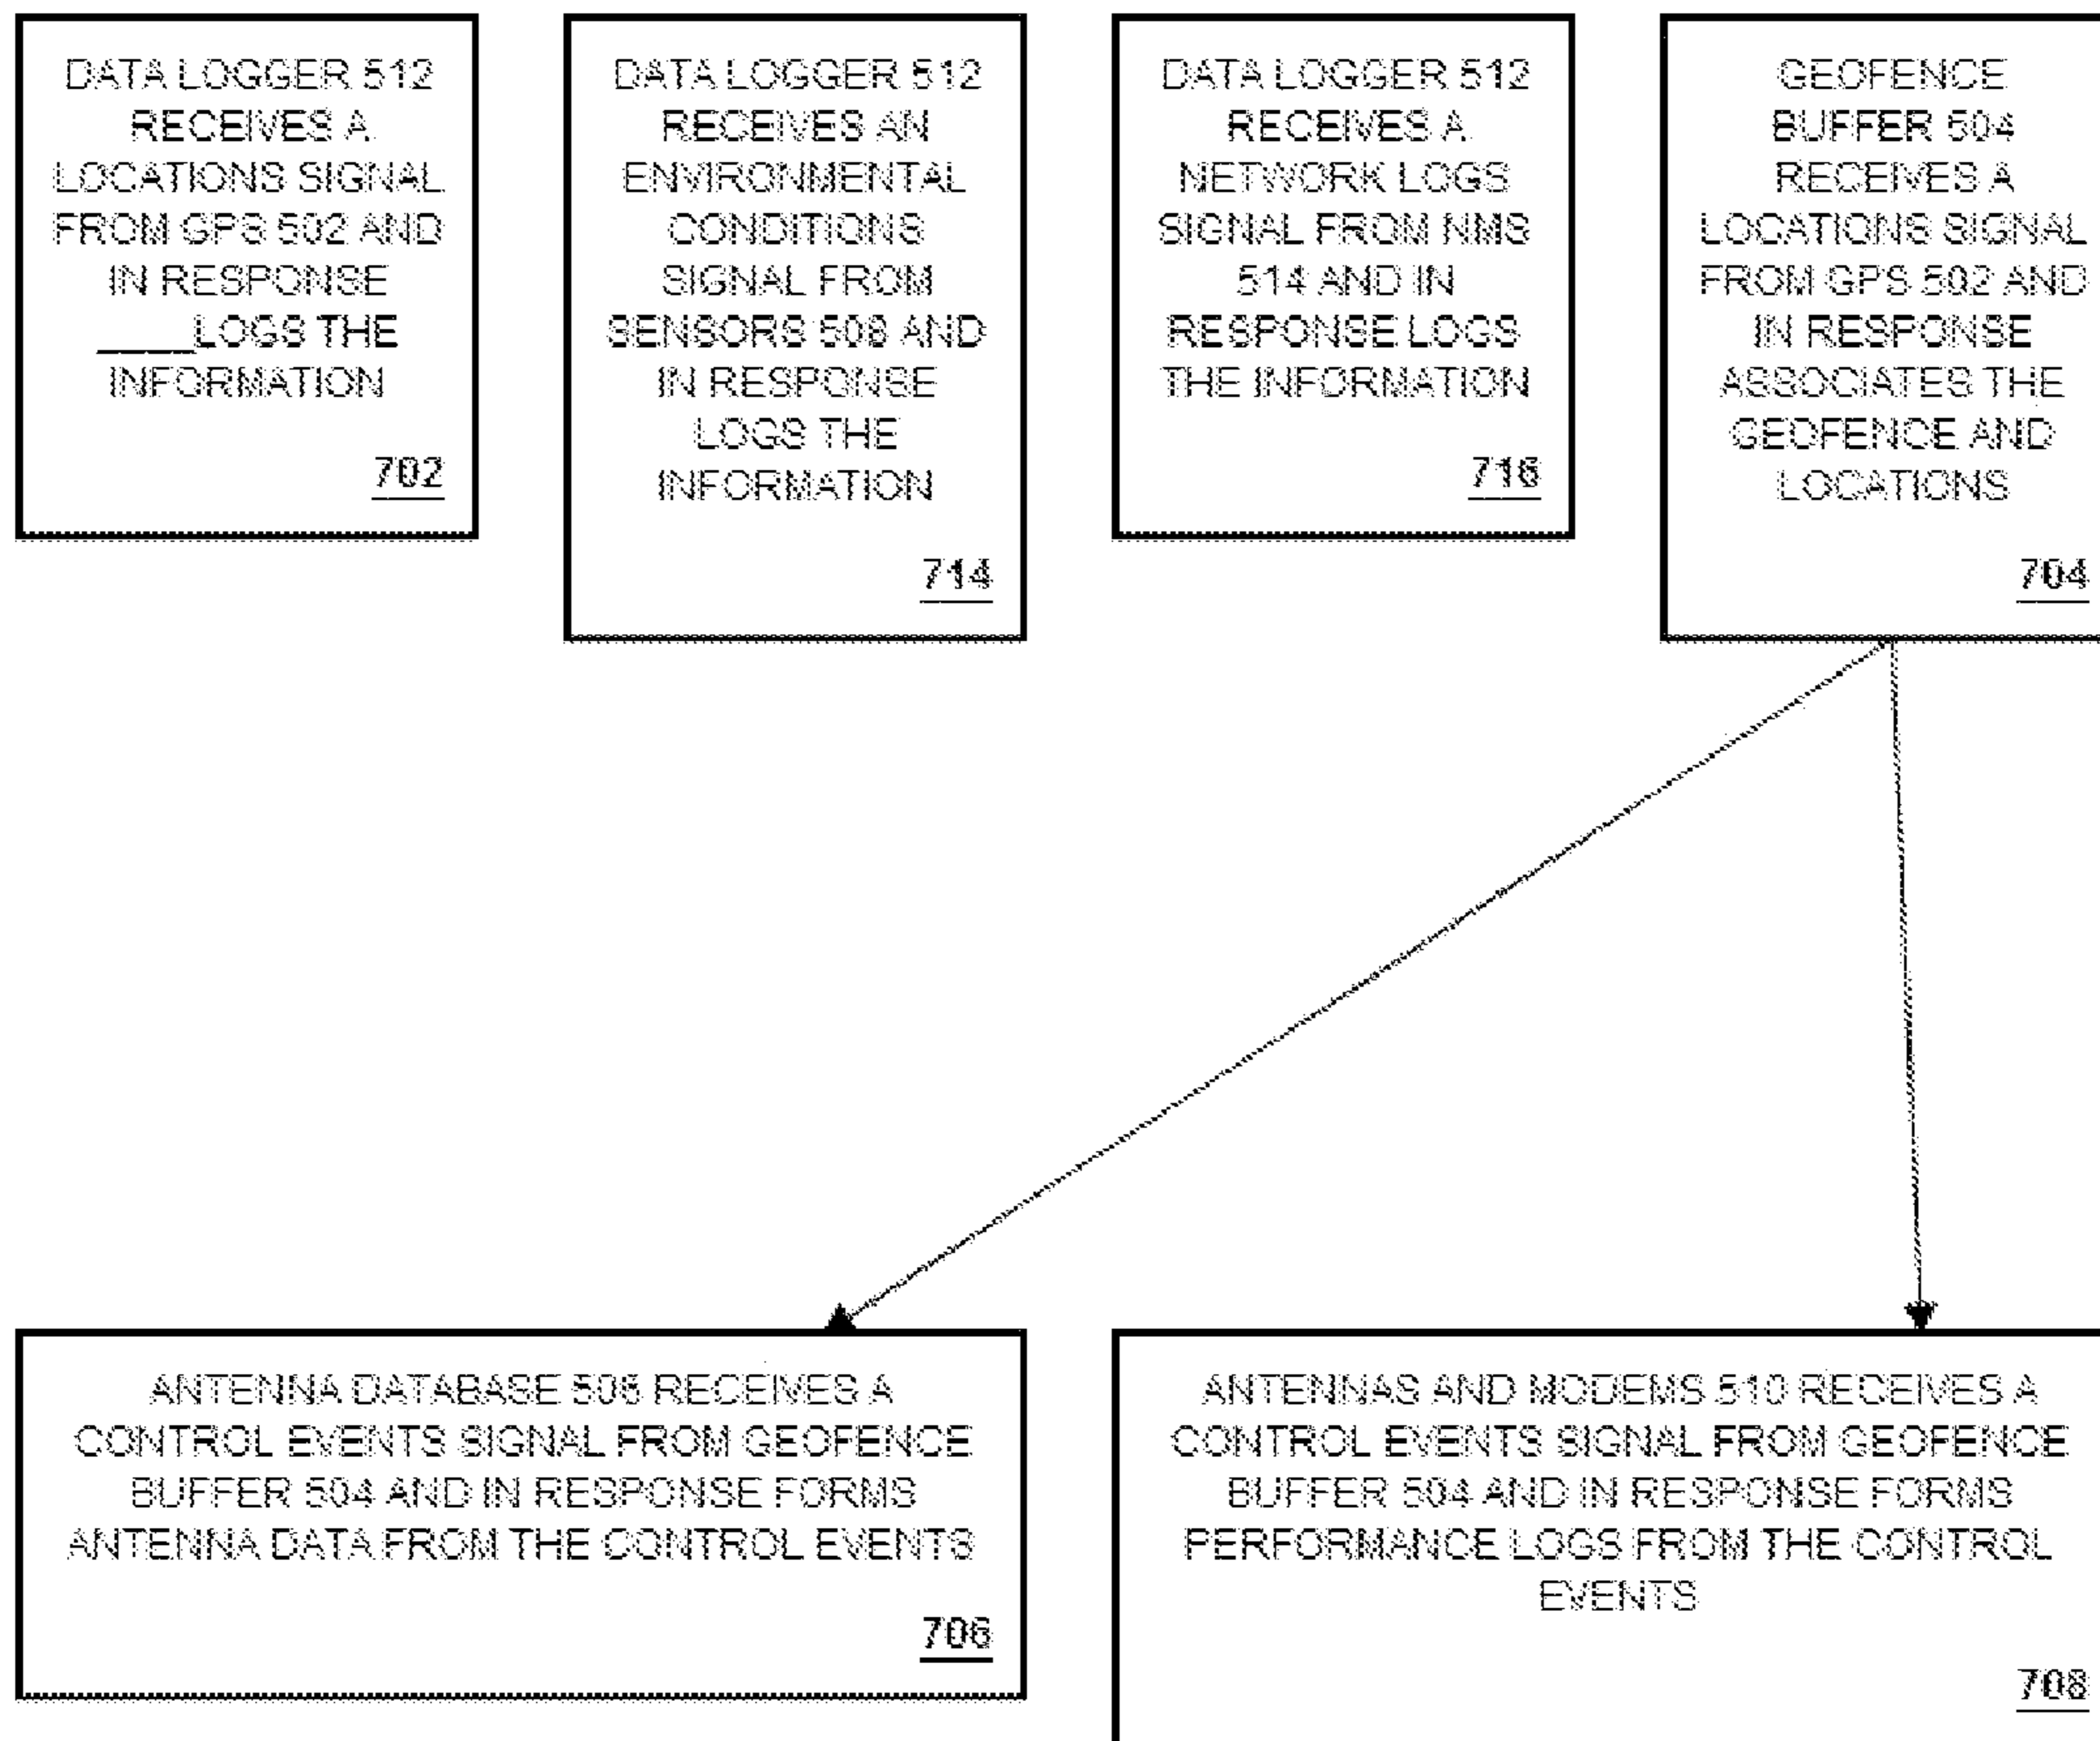 DATA LOGGER 512
RECEIVES A
LOCATIONS SIGNAL
FROM GPS 502 AND
IN RESPONSE
____LOGS THE
INFORMATION
702
DATA LOGGER 512
RECEIVES AN
ENVIRONMENTAL
CONDITIONS
SIGNAL FROM
SENSORS 508 AND
IN RESPONSE
LOGS THE
INFORMATION
714
DATA LOGGER 512
RECEIVES A
NETWORK LOGS
SIGNAL FROM NMS
514 AND IN
RESPONSE LOGS
THE INFORMATION
716
GEOFENCE
BUFFER 504
RECEIVES A
LOCATIONS SIGNAL
FROM GPS 502 AND
IN RESPONSE
ASSOCIATES THE
GEOFENCE AND
LOCATIONS
704
ANTENNA DATABASE 506 RECEIVES A
CONTROL EVENTS SIGNAL FROM GEOFENCE
BUFFER 504 AND IN RESPONSE FORMS
ANTENNA DATA FROM THE CONTROL EVENTS
706
ANTENNAS AND MODEMS 510 RECEIVES A
CONTROL EVENTS SIGNAL FROM GEOFENCE
BUFFER 504 AND IN RESPONSE FORMS
PERFORMANCE LOGS FROM THE CONTROL
EVENTS
708